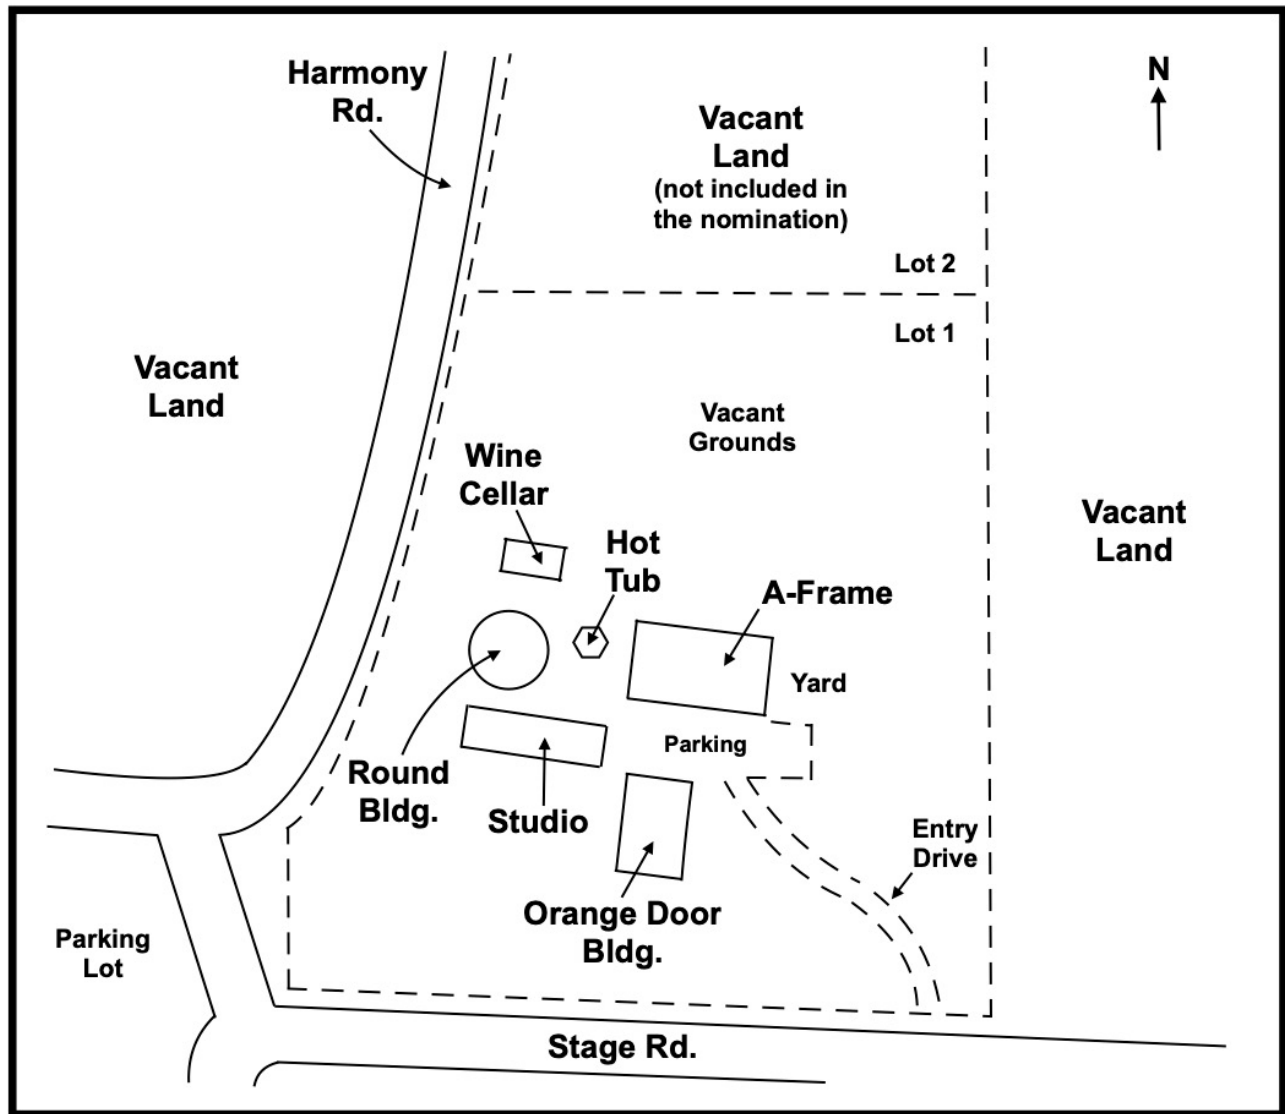 Harmony
Rd.
N
Vacant
Land
(not included in
the nomination)
Lot 2
Lot 1
Vacant
Land
Vacant
Grounds
Wine
Cellar
Hot
Tub
Vacant
Land
A-Frame
Yard
Parking
Round
Bldg.
Studio
Entry
Drive
Orange Door
Bldg.
Parking
Lot
Stage Rd.